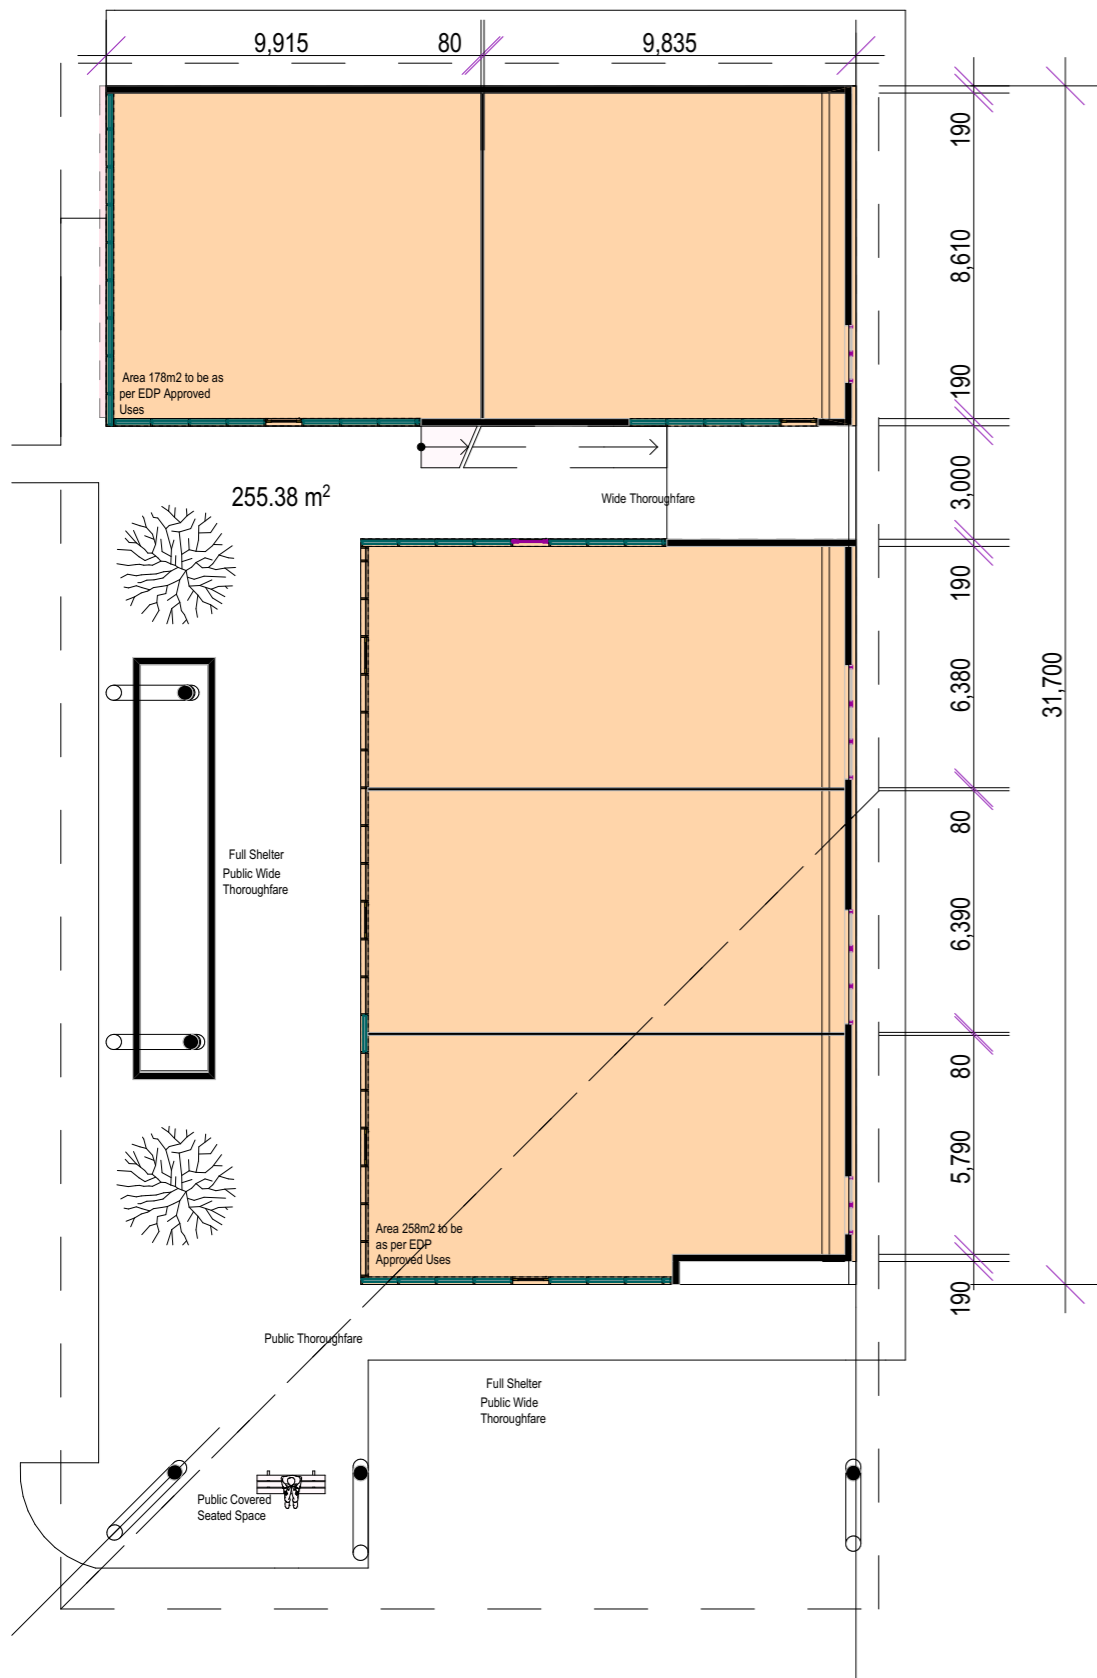 9,915
80
9,835
190
8,610
190
3,000
190
6,380
80
6,390
80
5,790
190
31,700
Area 178m2 to be as
per EDP Approved
Uses
255.38 m²
Wide Thoroughfare
Full Shelter
Public Wide
Thoroughfare
Area 258m2 to be
as per EDP
Approved Uses
Public Thoroughfare
Full Shelter
Public Wide
Thoroughfare
Public Covered
Seated Space